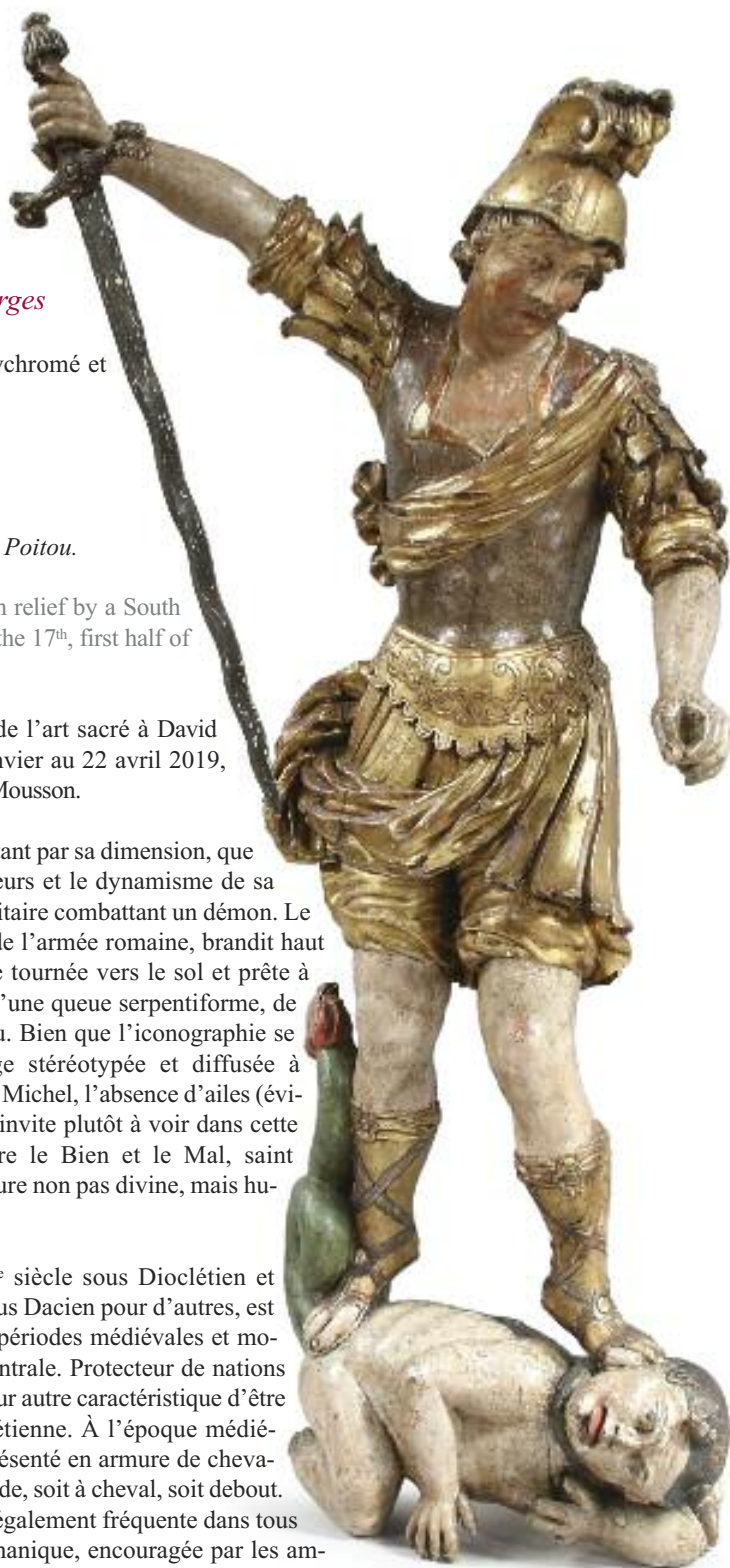 rges
ychromé et
Poitou.
n relief by a South
the 17th, first half of
de l’art sacré à David
nvier au 22 avril 2019,
Mousson.
tant par sa dimension, que
eurs et le dynamisme de sa
litaire combattant un démon. Le
de l’armée romaine, brandit haut
e tournée vers le sol et prête à
’une queue serpentiforme, de
u. Bien que l’iconographie se
ge stéréotypée et diffusée à
Michel, l’absence d’ailes (évi-
invite plutôt à voir dans cette
re le Bien et le Mal, saint
ure non pas divine, mais hu-
e siècle sous Dioclétien et
us Dacien pour d’autres, est
périodes médiévales et mo-
ntrale. Protecteur de nations
ur autre caractéristique d’être
étienne. À l’époque médié-
ésenté en armure de cheva-
de, soit à cheval, soit debout.
également fréquente dans tous
manique, encouragée par les am-